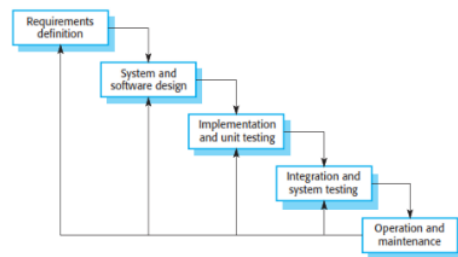 Requirements
definition
System and
software design
Implementation
and unit testing
Integration and
system testing
Operation and
maintenance